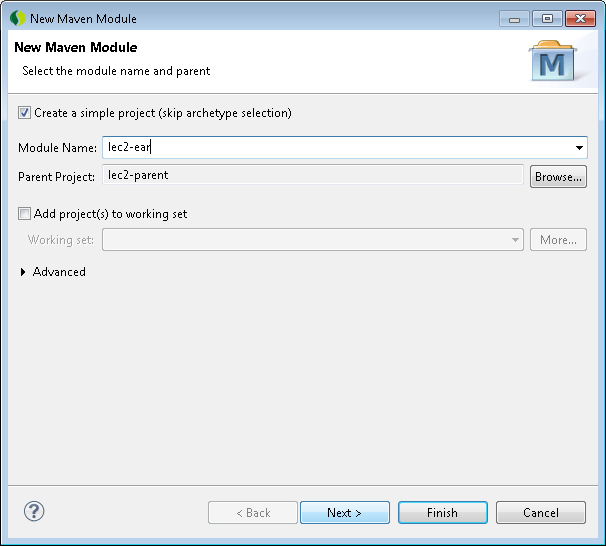 New Maven Module
New Maven Module
Select the module name and parent
M
Create a simple project (skip archetype selection)
Module Name: lec2-ear
Parent Project: lec2-parent Browse...
Add project(s) to working set
Working set: More...
Advanced
? < Back Next > Finish Cancel